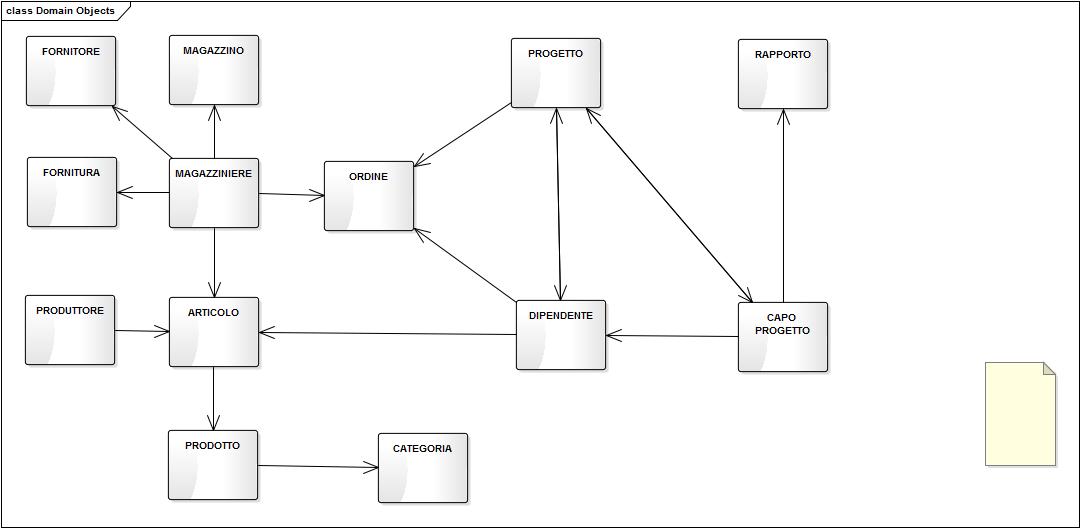 class Domain Objects
FORNITORE
MAGAZZINO
PROGETTO
RAPPORTO
FORNITURA
MAGAZZINIERE
ORDINE
PRODUTTORE
ARTICOLO
DIPENDENTE
CAPO
PROGETTO
PRODOTTO
CATEGORIA